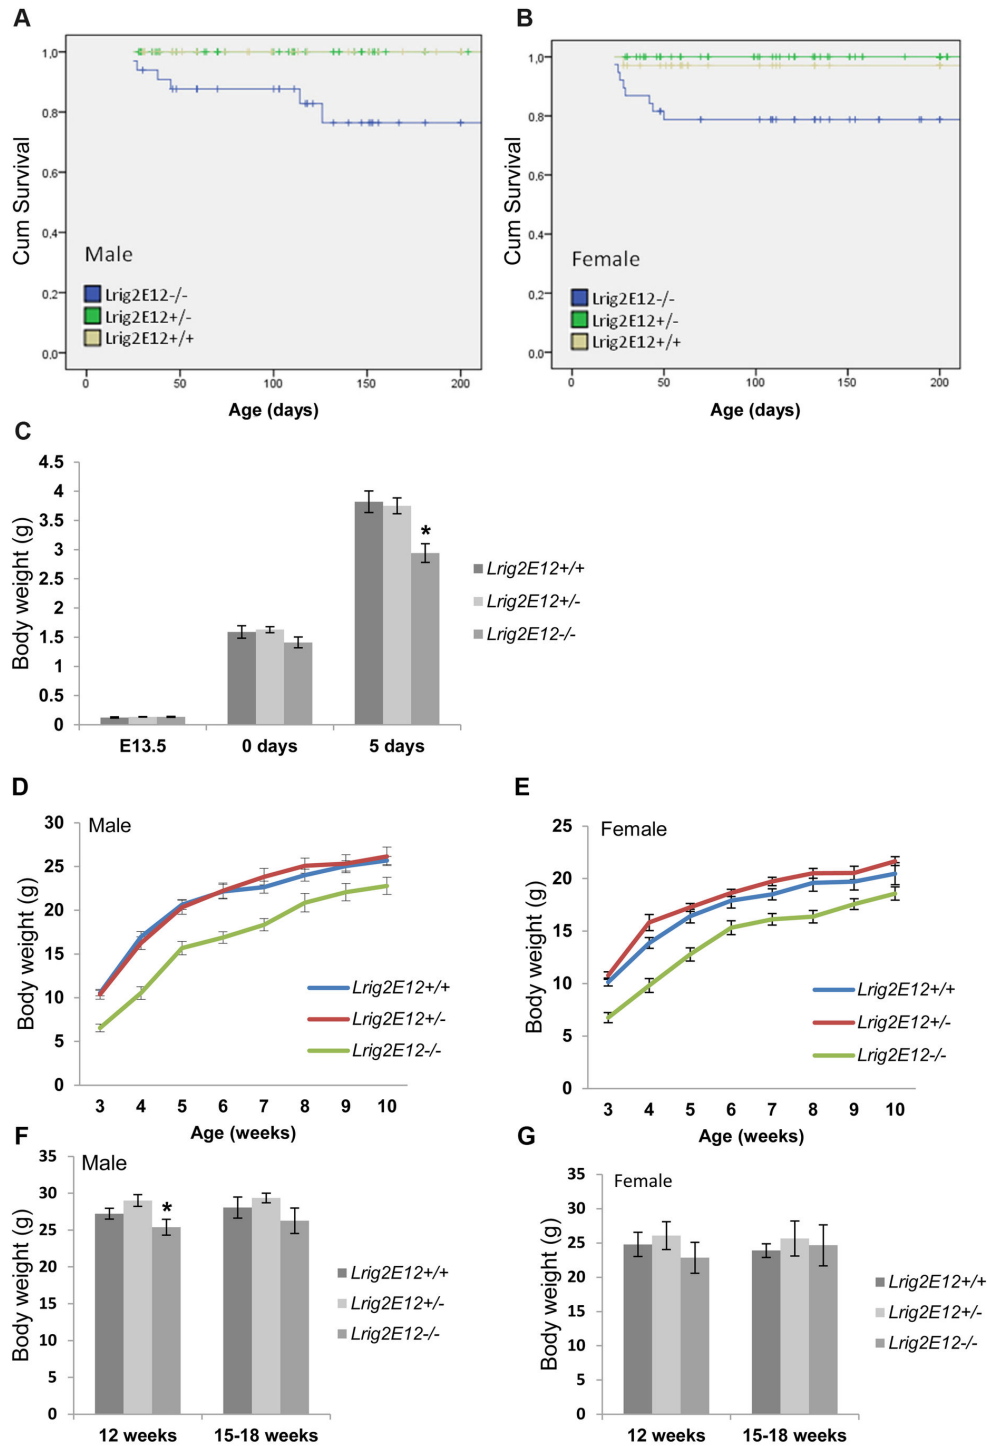 A
Cum Survival
1,0
0,8
0,6
0,4
0,2
0,0
Male
Lrig2E12-/-
Lrig2E12+/-
Lrig2E12+/+
0 50 100 150 200
Age (days)
B
Cum Survival
1,0
0,8
0,6
0,4
0,2
0,0
Female
Lrig2E12-/-
Lrig2E12+/-
Lrig2E12+/+
0 50 100 150 200
Age (days)
C
Body weight (g)
4.5
4
3.5
3
2.5
2
1.5
1
0.5
0
*
E13.5 0 days 5 days
Lrig2E12+/+
Lrig2E12+/-
Lrig2E12-/-
D
Male
Body weight (g)
30
25
20
15
10
5
0
Lrig2E12+/+
Lrig2E12+/-
Lrig2E12-/-
3 4 5 6 7 8 9 10
Age (weeks)
E
Female
Body weight (g)
25
20
15
10
5
0
Lrig2E12+/+
Lrig2E12+/-
Lrig2E12-/-
3 4 5 6 7 8 9 10
Age (weeks)
F
Male
Body weight (g)
35
30
25
20
15
10
5
0
*
12 weeks 15-18 weeks
Lrig2E12+/+
Lrig2E12+/-
Lrig2E12-/-
G
Female
Body weight (g)
35
30
25
20
15
10
5
0
12 weeks 15-18 weeks
Lrig2E12+/+
Lrig2E12+/-
Lrig2E12-/-